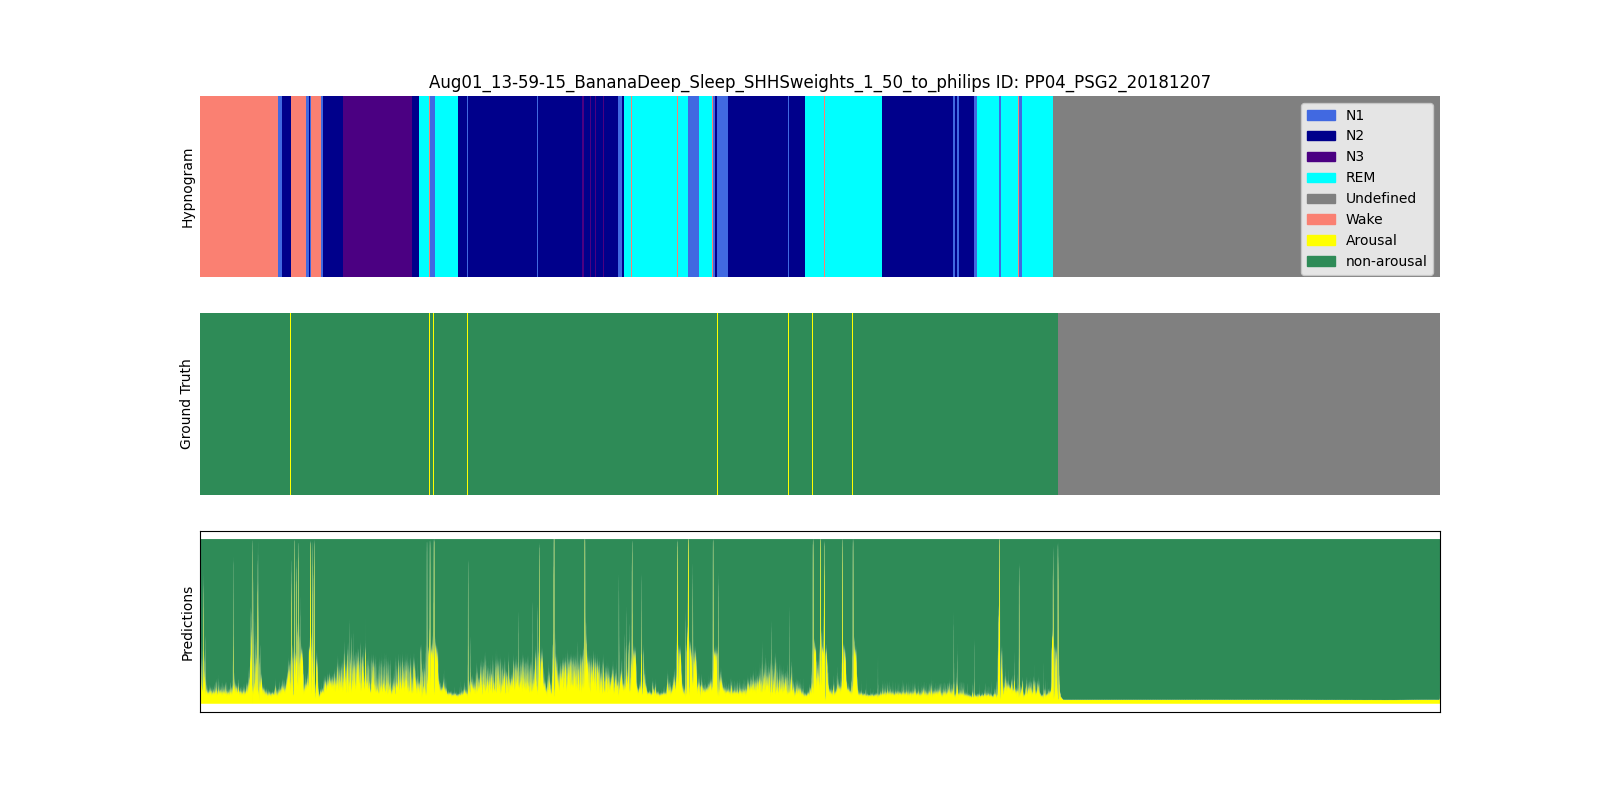 Aug01_13-59-15_BananaDeep_Sleep_SHHSweights_1_50_to_philips ID: PP04_PSG2_20181207
Hypnogram
N1
N2
N3
REM
Undefined
Wake
Arousal
non-arousal
Ground Truth
Predictions